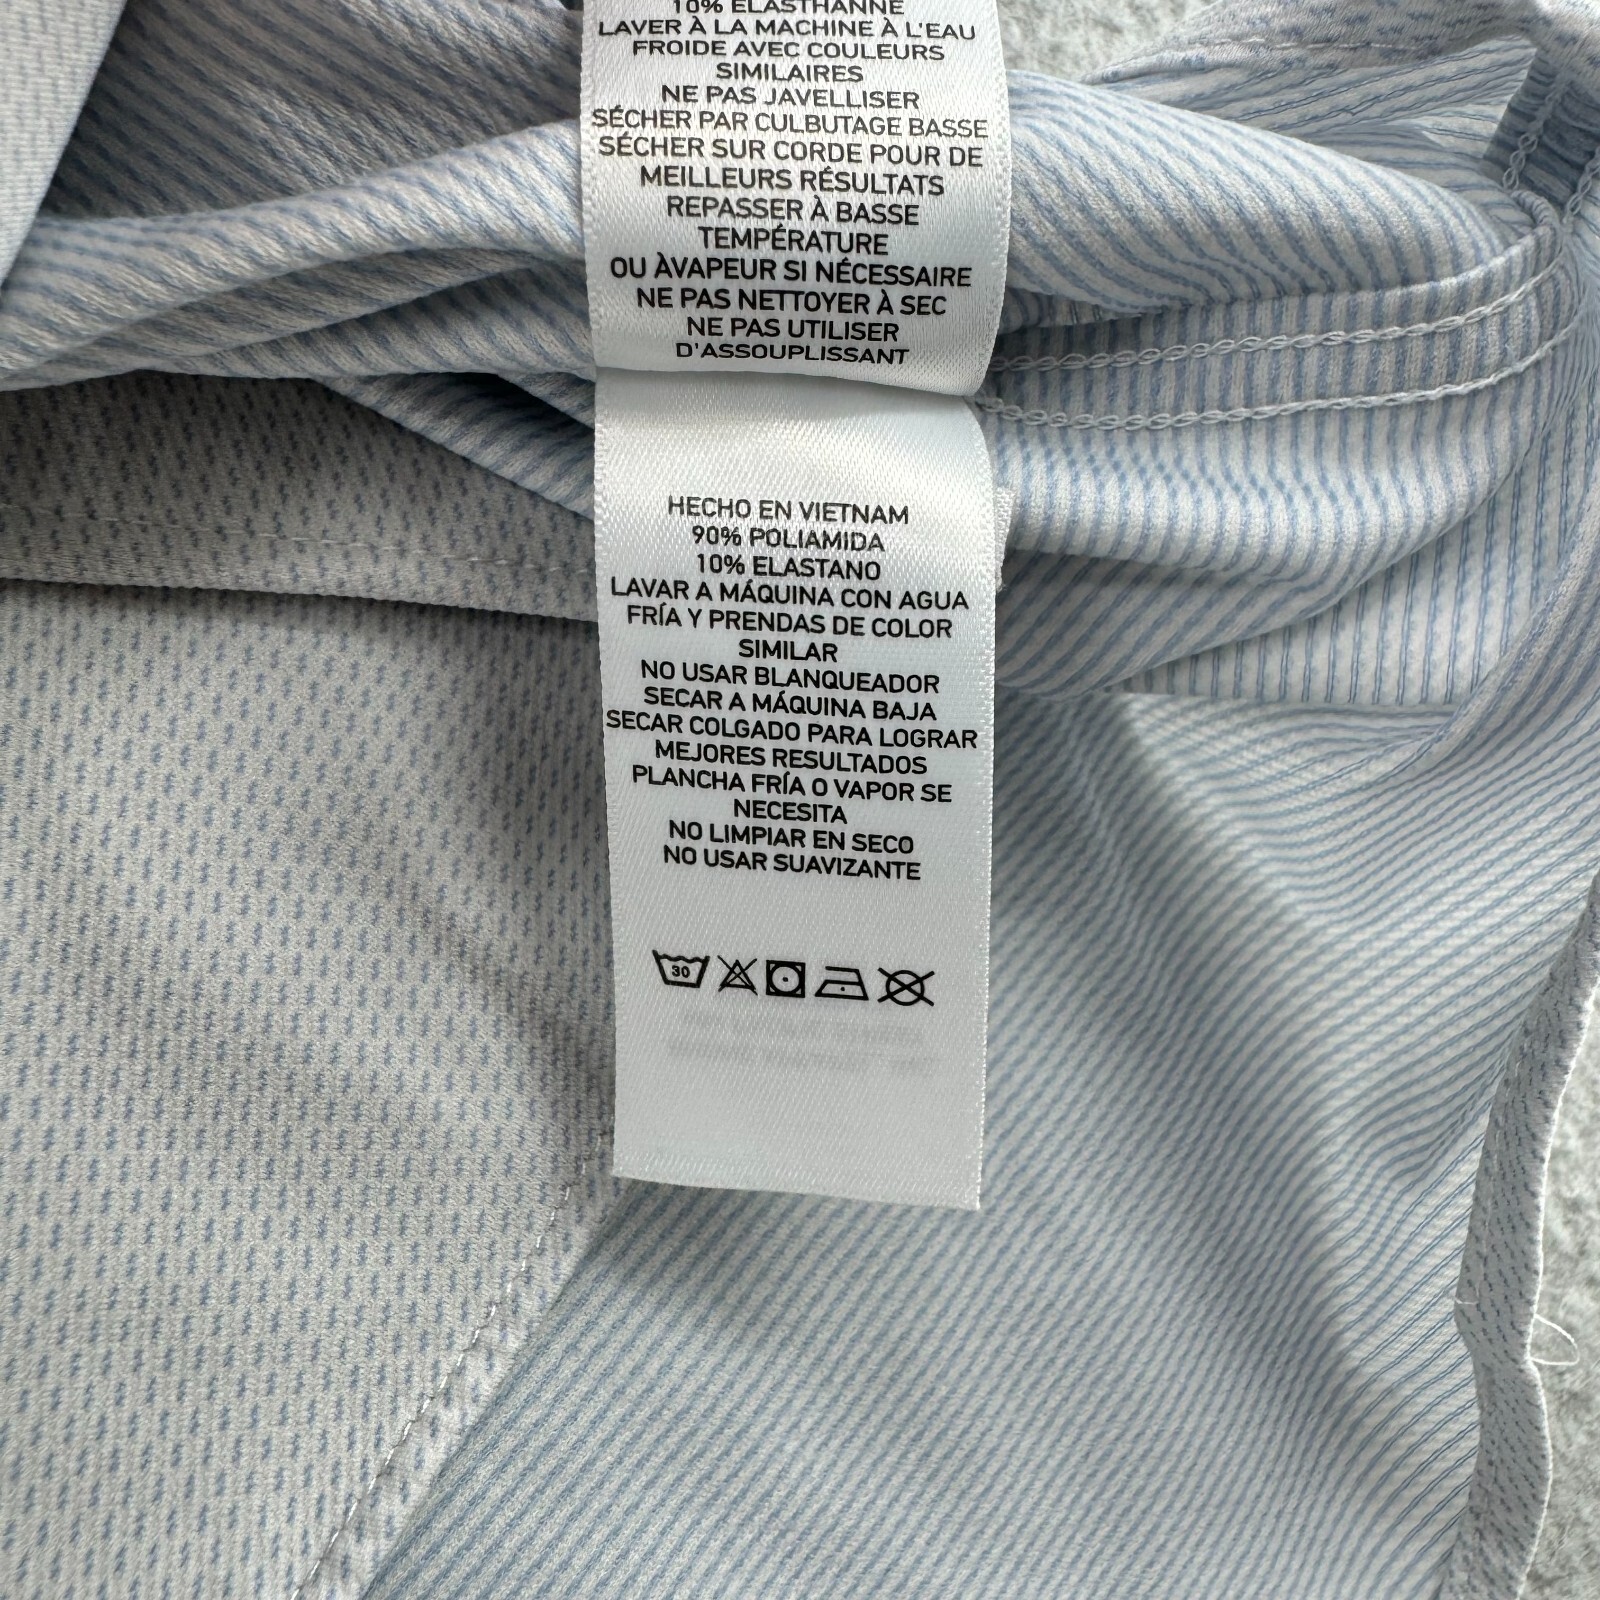 10% ÉLASTHANNE
LAVER À LA MACHINE À L'EAU
FROIDE AVEC COULEURS
SIMILAIRES
NE PAS JAVELLISER
SÉCHER PAR CULBUTAGE BASSE
SÉCHER SUR CORDE POUR DE
MEILLEURS RÉSULTATS
REPASSER À BASSE
TEMPÉRATURE
OU ÀVAPEUR SI NÉCESSAIRE
NE PAS NETTOYER À SEC
NE PAS UTILISER
D'ASSOUPLISSANT
HECHO EN VIETNAM
90% POLIAMIDA
10% ELASTANO
LAVAR A MÁQUINA CON AGUA
FRÍA Y PRENDAS DE COLOR
SIMILAR
NO USAR BLANQUEADOR
SECAR A MÁQUINA BAJA
SECAR COLGADO PARA LOGRAR
MEJORES RESULTADOS
PLANCHA FRÍA O VAPOR SE
NECESITA
NO LIMPIAR EN SECO
NO USAR SUAVIZANTE
30